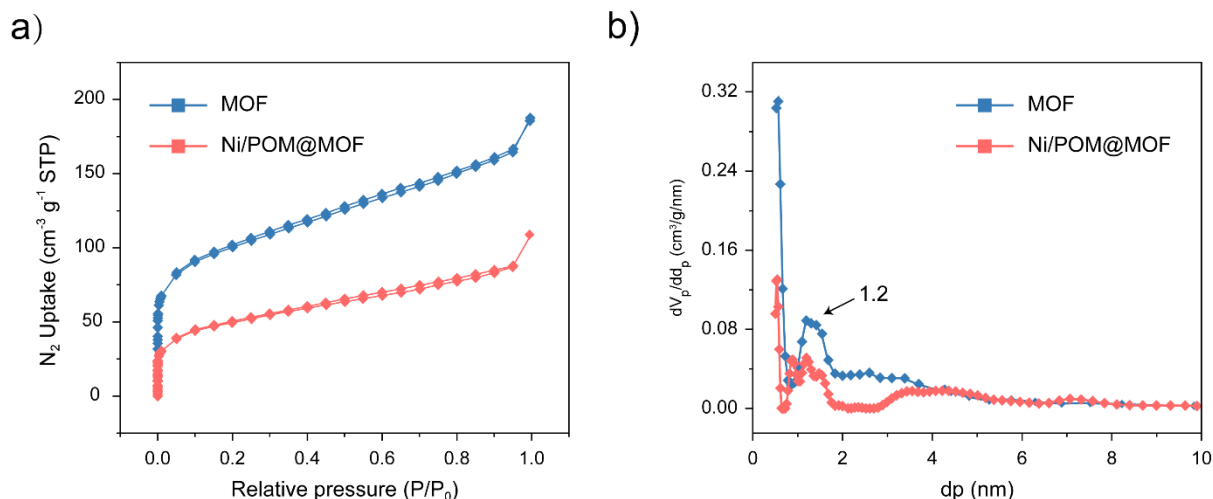 a)
MOF
Ni/POM@MOF
N₂ Uptake (cm⁻³ g⁻¹ STP)
200
150
100
50
0
0.0 0.2 0.4 0.6 0.8 1.0
Relative pressure (P/P₀)
b)
MOF
Ni/POM@MOF
1.2
dVₚ/ddₚ (cm³/g/nm)
0.32
0.24
0.16
0.08
0.00
0 2 4 6 8 10
dp (nm)